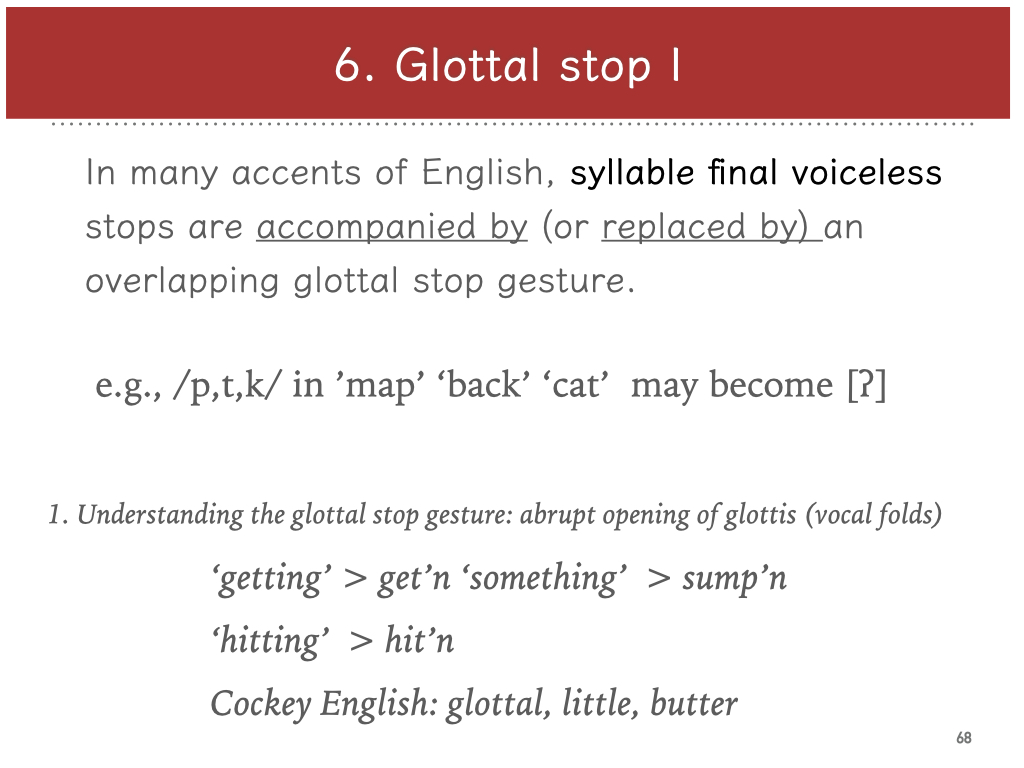 6. Glottal stop I
In many accents of English, syllable final voiceless
stops are accompanied by (or replaced by) an
overlapping glottal stop gesture.
e.g., /p,t,k/ in ’map’ ‘back’ ‘cat’ may become [ʔ]
1. Understanding the glottal stop gesture: abrupt opening of glottis (vocal folds)
‘getting’ > get’n ‘something’ > sump’n
‘hitting’ > hit’n
Cockey English: glottal, little, butter
68